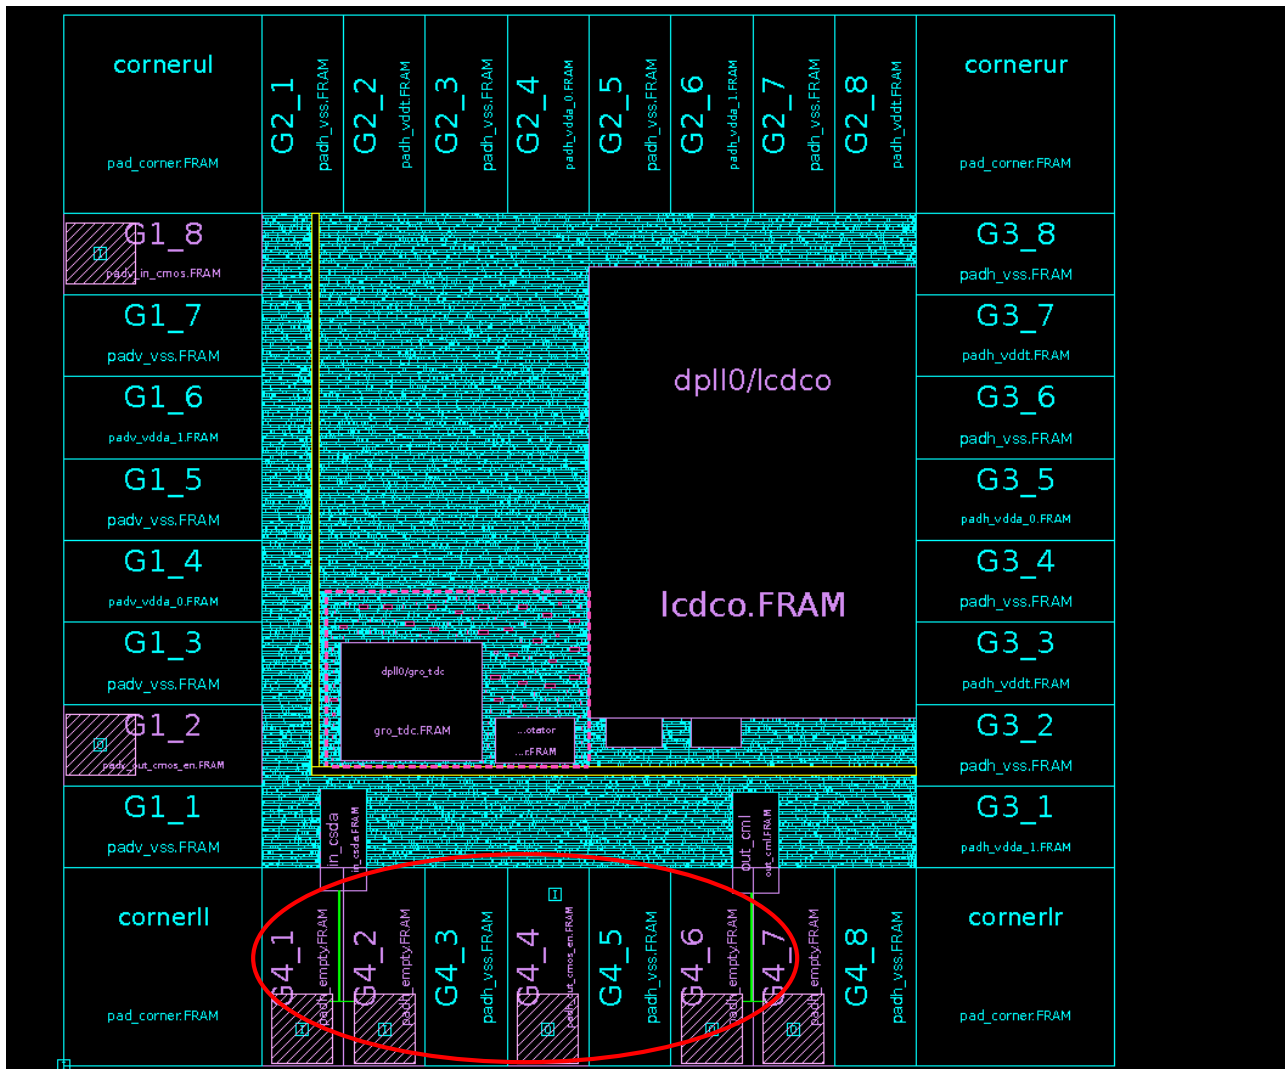 cornerul
pad_corner.FRAM
G2_1
padh_vss.FRAM
G2_2
padh_vddt.FRAM
G2_3
padh_vss.FRAM
G2_4
padh_vdda_0.FRAM
G2_5
padh_vss.FRAM
G2_6
padh_vdda_1.FRAM
G2_7
padh_vss.FRAM
G2_8
padh_vddt.FRAM
cornerur
pad_corner.FRAM
G1_8
I
padv_in_cmos.FRAM
G1_7
padv_vss.FRAM
G1_6
padv_vdda_1.FRAM
G1_5
padv_vss.FRAM
G1_4
padv_vdda_0.FRAM
G1_3
padv_vss.FRAM
G1_2
O
padv_out_cmos_en.FRAM
G1_1
padv_vss.FRAM
dpll0/lcdco
lcdco.FRAM
dpll0/gro_tdc
gro_tdc.FRAM
...otator
...r.FRAM
in_csda
in_csda.FRAM
out_cml
out_cml.FRAM
G3_8
padh_vss.FRAM
G3_7
padh_vddt.FRAM
G3_6
padh_vss.FRAM
G3_5
padh_vdda_0.FRAM
G3_4
padh_vss.FRAM
G3_3
padh_vddt.FRAM
G3_2
padh_vss.FRAM
G3_1
padh_vdda_1.FRAM
cornerll
pad_corner.FRAM
G4_1
padh_empty.FRAM
I
G4_2
padh_empty.FRAM
I
G4_3
padh_vss.FRAM
I
G4_4
padh_out_cmos_en.FRAM
O
G4_5
padh_vss.FRAM
G4_6
padh_empty.FRAM
O
G4_7
padh_empty.FRAM
O
G4_8
padh_vss.FRAM
cornerlr
pad_corner.FRAM